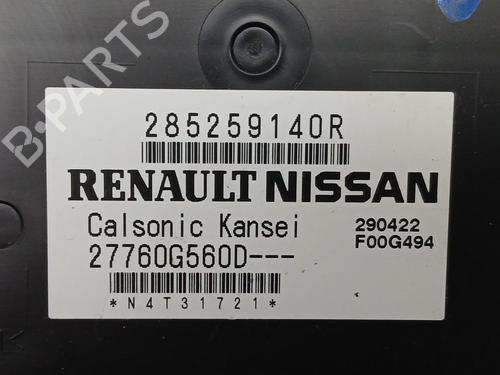 B-PARTS
285259140R
RENAULT NISSAN
Calsonic Kansei 290422
27760G560D--- F00G494
*N4T31721*
K